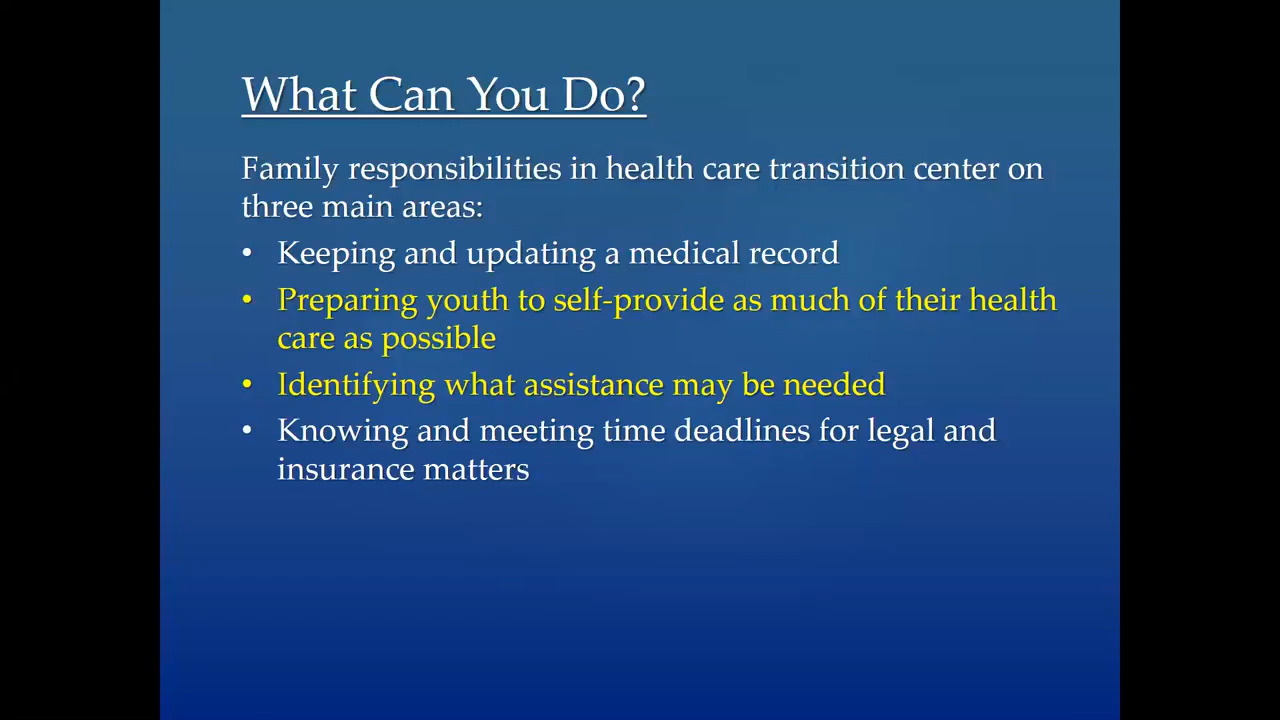 What Can You Do?
Family responsibilities in health care transition center on
three main areas:
• Keeping and updating a medical record
• Preparing youth to self-provide as much of their health
care as possible
• Identifying what assistance may be needed
• Knowing and meeting time deadlines for legal and
insurance matters